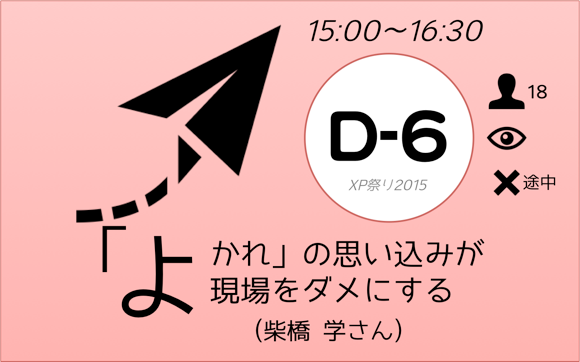 15:00〜16:30
D-6
XP祭り2015
18
途中
「よかれ」の思い込みが
現場をダメにする
（柴橋 学さん）